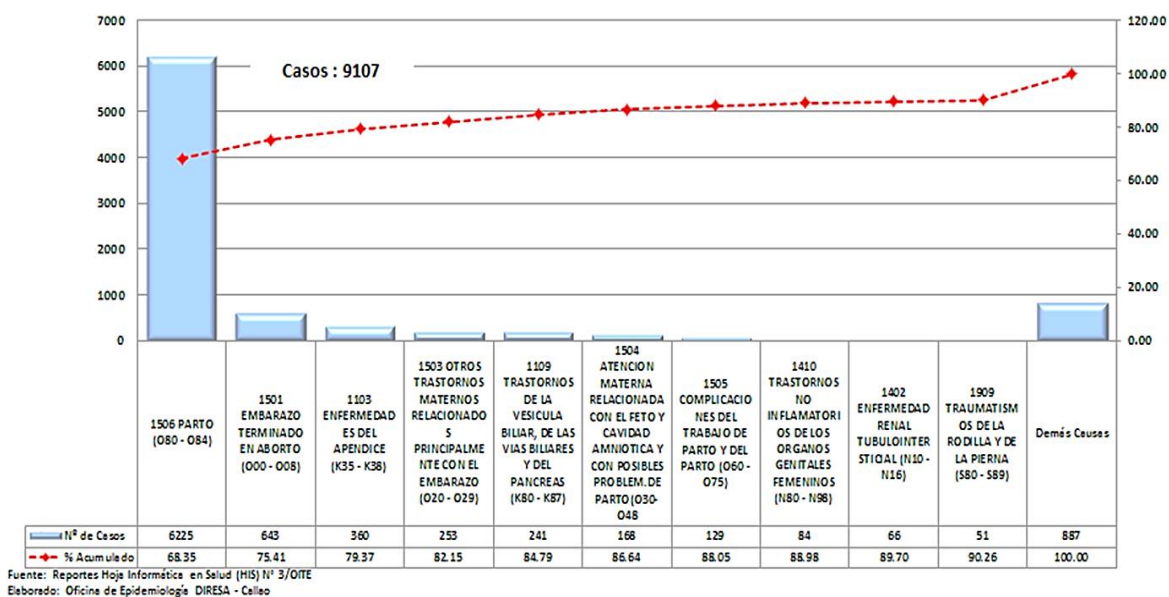 7000
6000
5000
4000
3000
2000
1000
0
120.00
100.00
80.00
60.00
40.00
20.00
0.00
Casos : 9107
1506 PARTO
(O80 - O84)
1501
EMBARAZO
TERMINADO
EN ABORTO
(O00 - O08)
1103
ENFERMEDAD
ES DEL
APENDICE
(K35 - K38)
1503 OTROS
TRASTORNOS
MATERNOS
RELACIONADO
S
PRINCIPALME
NTE CON EL
EMBARAZO
(O20 - O29)
1109
TRASTORNOS
DE LA
VESICULA
BILIAR, DE LAS
VIAS BILIARES
Y DEL
PANCREAS
(K80 - K87)
1504
ATENCION
MATERNA
RELACIONADA
CON EL FETO Y
CAVIDAD
AMNIOTICA Y
CON POSIBLES
PROBLEM. DE
PARTO (O30-
O48
1505
COMPLICACIO
NES DEL
TRABAJO DE
PARTO Y DEL
PARTO (O60 -
O75)
1410
TRASTORNOS
NO
INFLAMATORI
OS DE LOS
ORGANOS
GENITALES
FEMENINOS
(N80 - N98)
1402
ENFERMEDAD
RENAL
TUBULOINTER
STICIAL (N10 -
N16)
1909
TRAUMATISM
OS DE LA
RODILLA Y DE
LA PIERNA
(S80 - S89)
Demás Causas
Nº de Casos 6225 643 360 253 241 168 129 84 66 51 887
% Acumulado 68.35 75.41 79.37 82.15 84.79 86.64 88.05 88.98 89.70 90.26 100.00
Fuente: Reportes Hoja Informática en Salud (HIS) Nº 3/OITE
Elaborado: Oficina de Epidemiología DIRESA - Callao